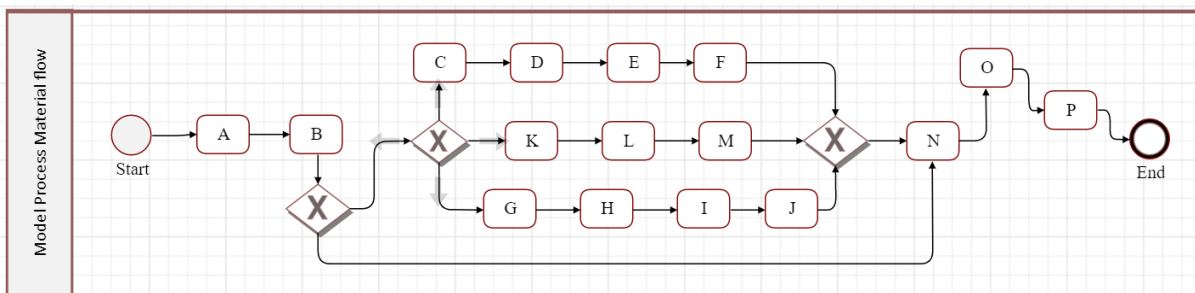 Model Process Material flow
Start
A
B
X
X
C
D
E
F
K
L
M
G
H
I
J
X
N
O
P
End